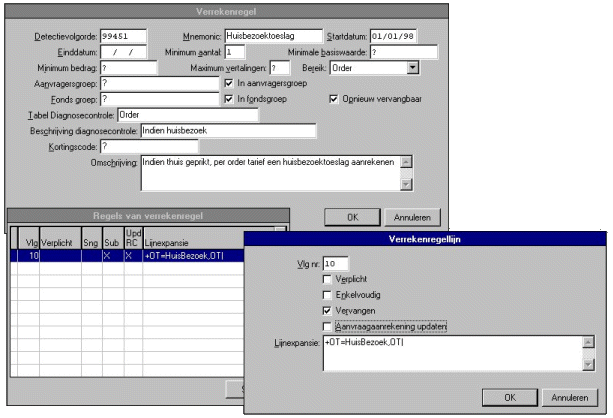 Verrekenregel
Detectievolgorde: 99451 Mnemonic: Huisbezoektoeslag Startdatum: 01/01/98
Einddatum: / / Minimum aantal: 1 Minimale basiswaarde: ?
Minimum bedrag: ? Maximum vertalingen: ? Bereik: Order
Aanvragersgroep: ? In aanvragersgroep
Fonds groep: ? In fondsgroep Opnieuw vervangbaar
Tabel Diagnosecontrole: Order
Beschrijving diagnosecontrole: Indien huisbezoek
Kortingscode: ?
Omschrijving: Indien thuis geprikt, per order tarief een huisbezoektoeslag aanrekenen
OK Annuleren
Regels van verrekenregel
Vlg Verplicht Sng Sub Upd RC Lijnexpansie
10 X X +OT=HuisBezoek,OT|
S
Verrekenregellijn
Vlg nr: 10
Verplicht
Enkelvoudig
Vervangen
Aanvraagaanrekening updaten
Lijnexpansie: +OT=HuisBezoek,OT|
OK Annuleren